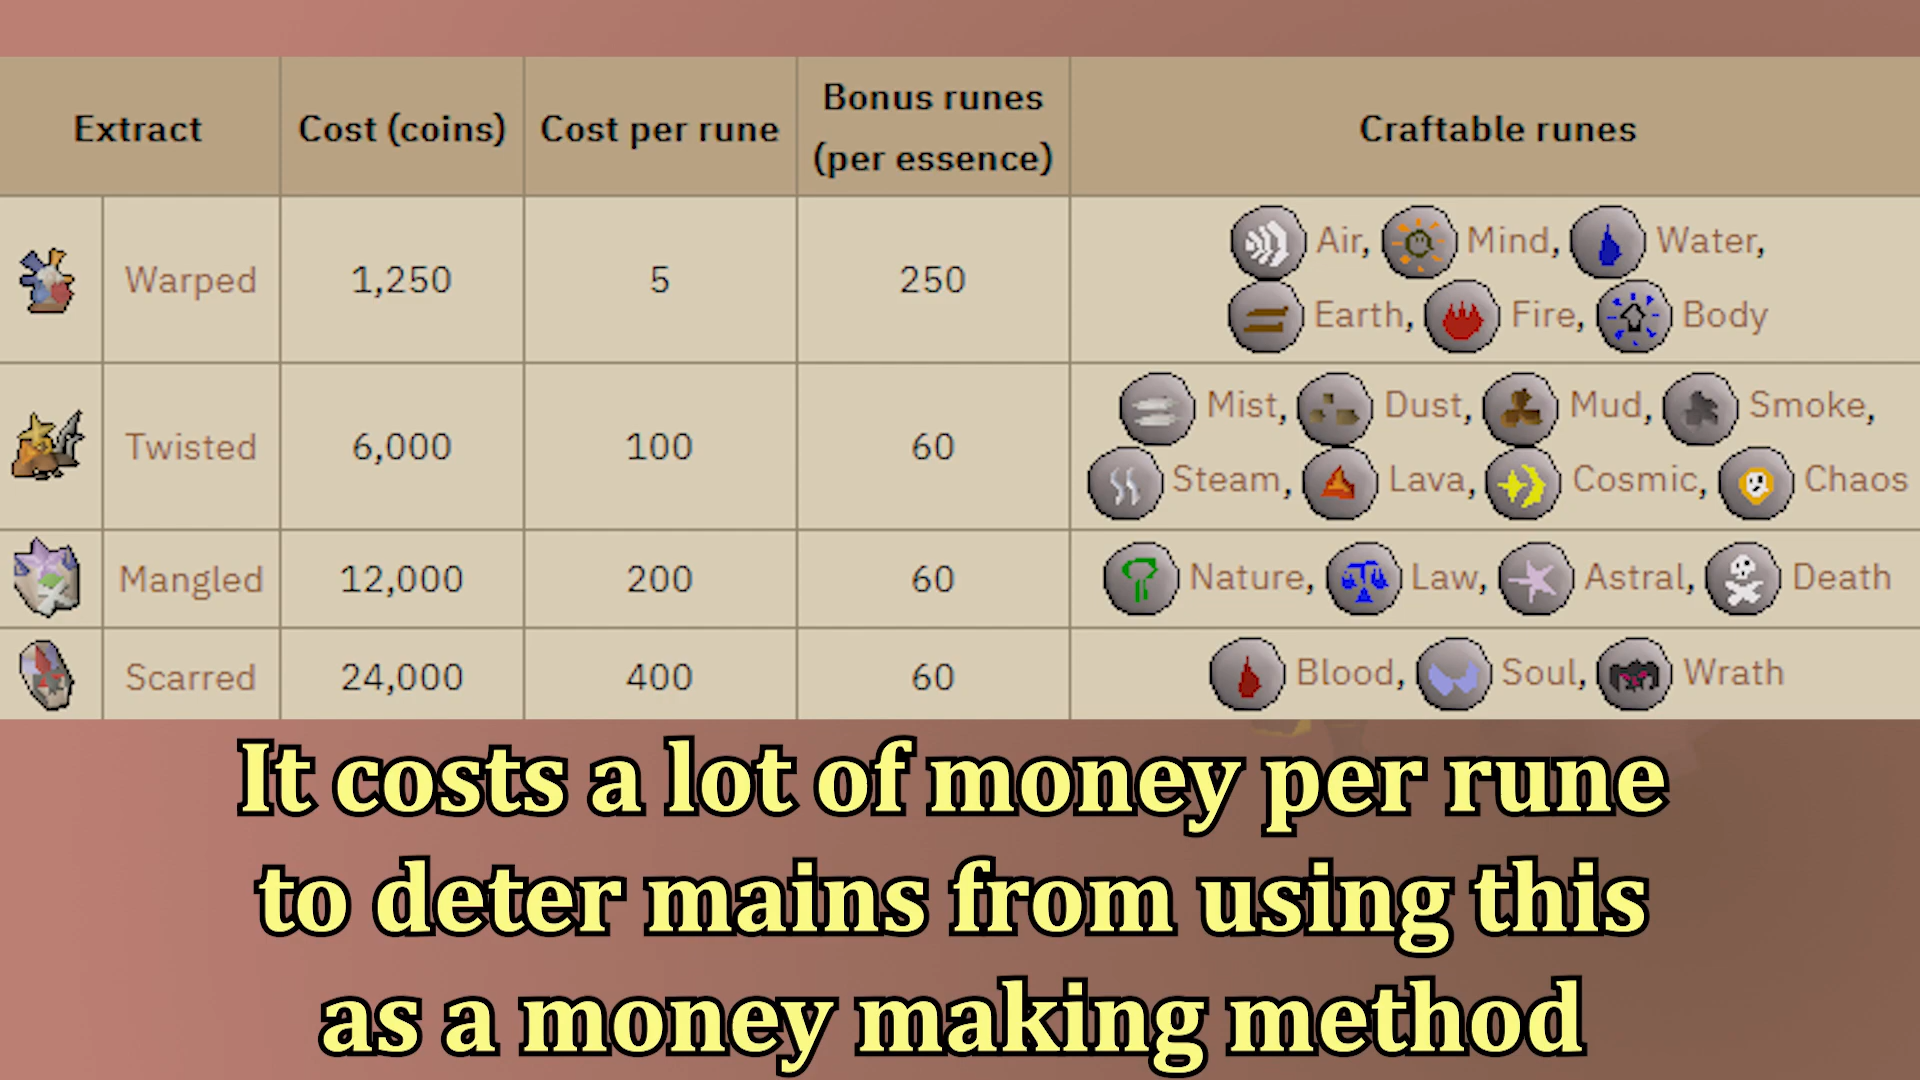 Extract Cost (coins) Cost per rune Bonus runes (per essence) Craftable runes
Warped 1,250 5 250 Air, Mind, Water,
Earth, Fire, Body
Twisted 6,000 100 60 Mist, Dust, Mud, Smoke,
Steam, Lava, Cosmic, Chaos
Mangled 12,000 200 60 Nature, Law, Astral, Death
Scarred 24,000 400 60 Blood, Soul, Wrath
It costs a lot of money per rune
to deter mains from using this
as a money making method